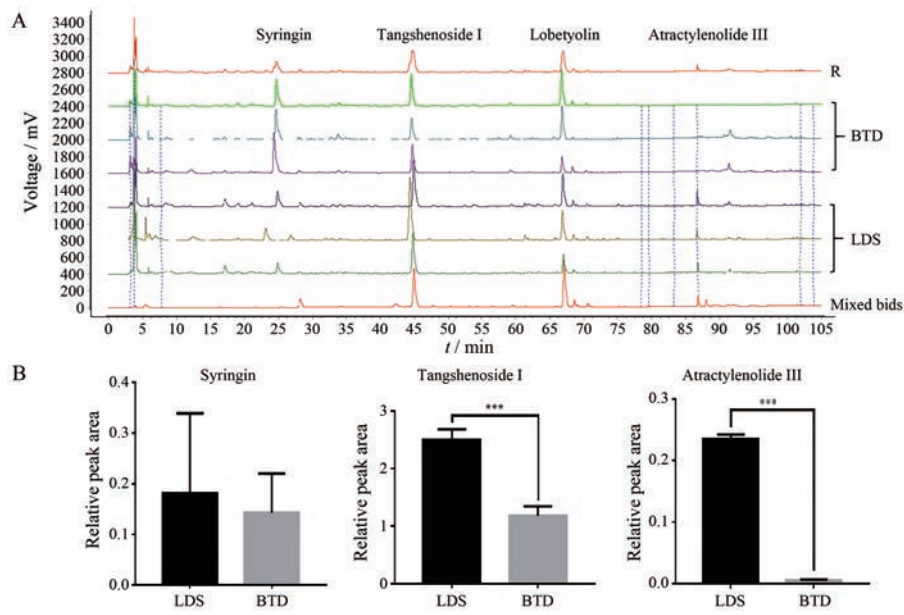 A
Syringin Tangshenoside I Lobetyolin Atractylenolide III
Voltage / mV
3400
3200
3000
2800
2600
2400
2200
2000
1800
1600
1400
1200
1000
800
600
400
200
0
R
BTD
LDS
Mixed bids
0 5 10 15 20 25 30 35 40 45 50 55 60 65 70 75 80 85 90 95 100 105
t / min
B
Syringin
Relative peak area
0.4
0.3
0.2
0.1
0.0
LDS BTD
Tangshenoside I
Relative peak area
3
2
1
0
***
LDS BTD
Atractylenolide III
Relative peak area
0.3
0.2
0.1
0.0
***
LDS BTD